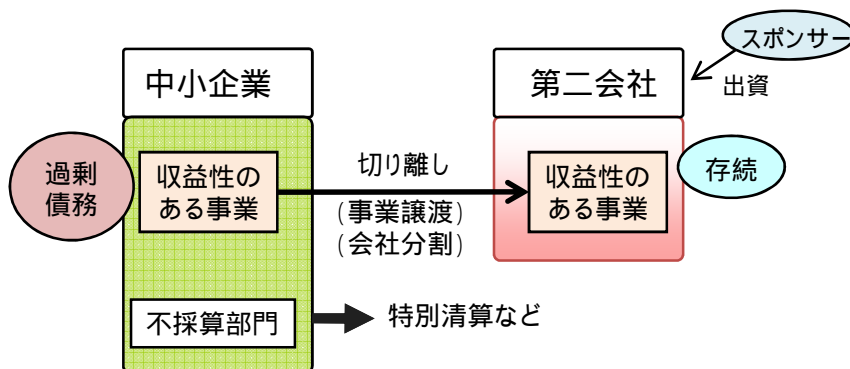 スポンサー
中小企業
第二会社
出資
過剰
債務
収益性の
ある事業
切り離し
(事業譲渡)
(会社分割)
収益性の
ある事業
存続
不採算部門
特別清算など